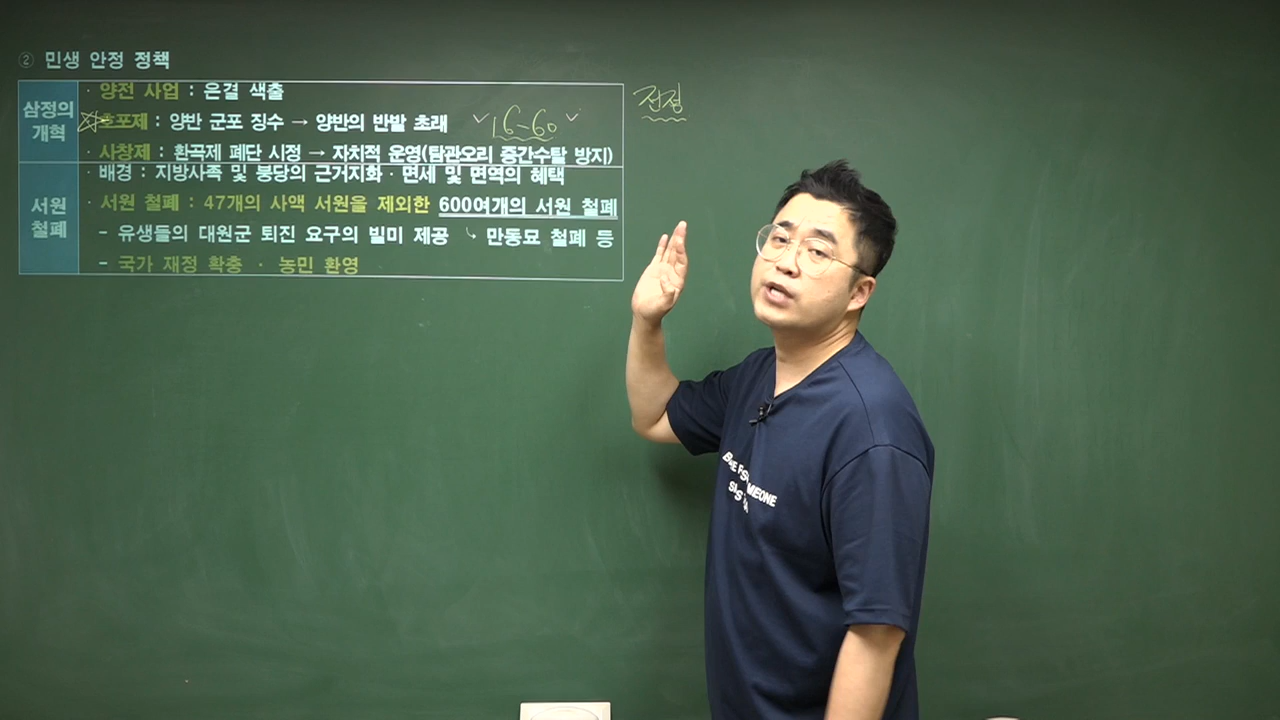 ② 민생 안정 정책
삼정의 개혁
· 양전 사업 : 은결 색출
전정
· 호포제 : 양반 군포 징수 → 양반의 반발 초래
16-60
· 사창제 : 환곡제 폐단 시정 → 자치적 운영(탐관오리 중간수탈 방지)
서원 철폐
· 배경 : 지방사족 및 붕당의 근거지화 · 면세 및 면역의 혜택
· 서원 철폐 : 47개의 사액 서원을 제외한 600여개의 서원 철폐
- 유생들의 대원군 퇴진 요구의 빌미 제공 ↳ 만동묘 철폐 등
- 국가 재정 확충 · 농민 환영